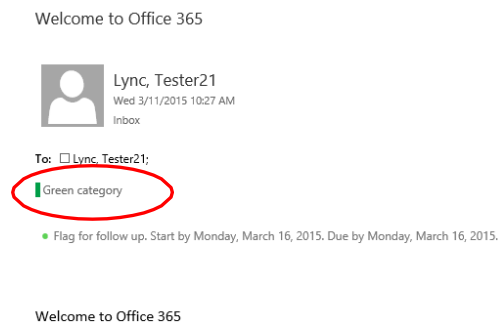 Welcome to Office 365
Lync, Tester21
Wed 3/11/2015 10:27 AM
Inbox
To: Lync, Tester21;
Green category
Flag for follow up. Start by Monday, March 16, 2015. Due by Monday, March 16, 2015.
Welcome to Office 365